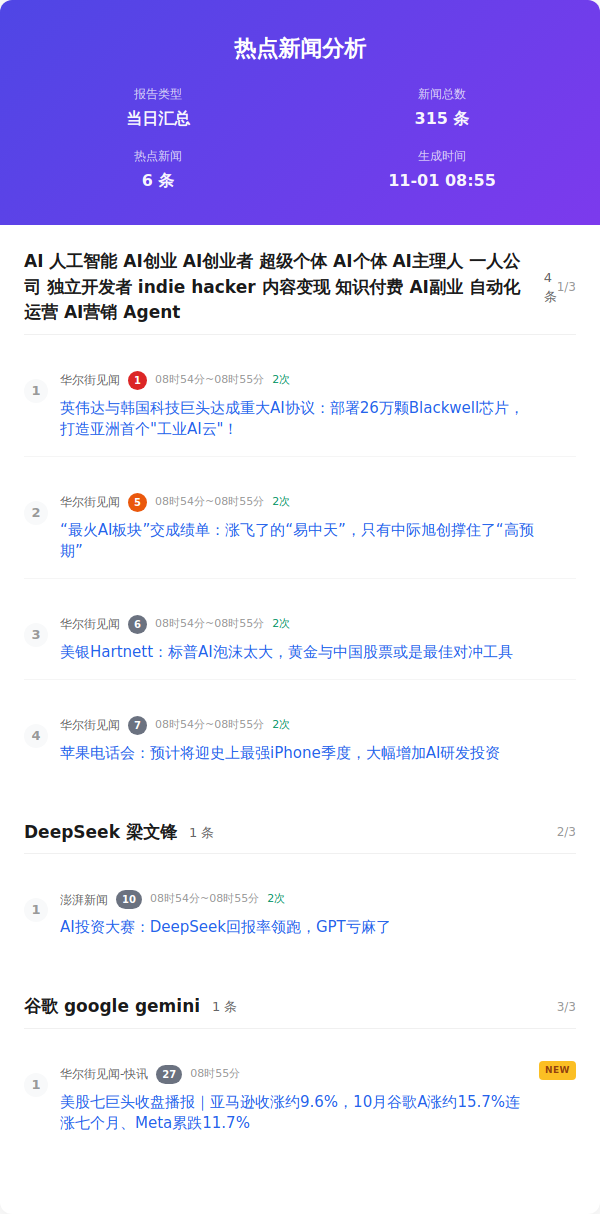 热点新闻分析
报告类型
新闻总数
当日汇总
315 条
热点新闻
生成时间
6 条
11-01 08:55
AI 人工智能 AI创业 AI创业者 超级个体 AI个体 AI主理人 一人公
司 独立开发者 indie hacker 内容变现 知识付费 AI副业 自动化
运营 AI营销 Agent
4
条
1/3
1
华尔街见闻 1 08时54分~08时55分 2次
英伟达与韩国科技巨头达成重大AI协议：部署26万颗Blackwell芯片，
打造亚洲首个"工业AI云"！
2
华尔街见闻 5 08时54分~08时55分 2次
“最火AI板块”交成绩单：涨飞了的“易中天”，只有中际旭创撑住了“高预
期”
3
华尔街见闻 6 08时54分~08时55分 2次
美银Hartnett：标普AI泡沫太大，黄金与中国股票或是最佳对冲工具
4
华尔街见闻 7 08时54分~08时55分 2次
苹果电话会：预计将迎史上最强iPhone季度，大幅增加AI研发投资
DeepSeek 梁文锋 1 条 2/3
1
澎湃新闻 10 08时54分~08时55分 2次
AI投资大赛：DeepSeek回报率领跑，GPT亏麻了
谷歌 google gemini 1 条 3/3
1
华尔街见闻-快讯 27 08时55分 NEW
美股七巨头收盘播报｜亚马逊收涨约9.6%，10月谷歌A涨约15.7%连
涨七个月、Meta累跌11.7%